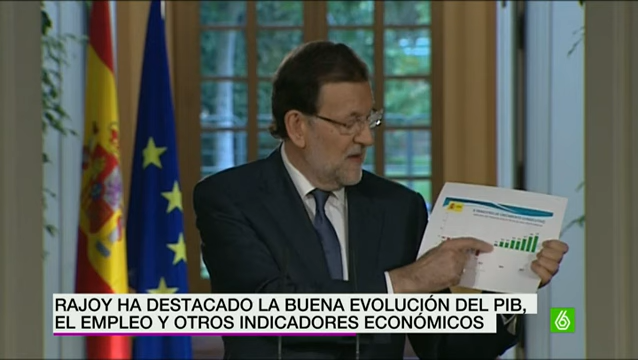 RAJOY HA DESTACADO LA BUENA EVOLUCIÓN DEL PIB,
EL EMPLEO Y OTROS INDICADORES ECONÓMICOS
6